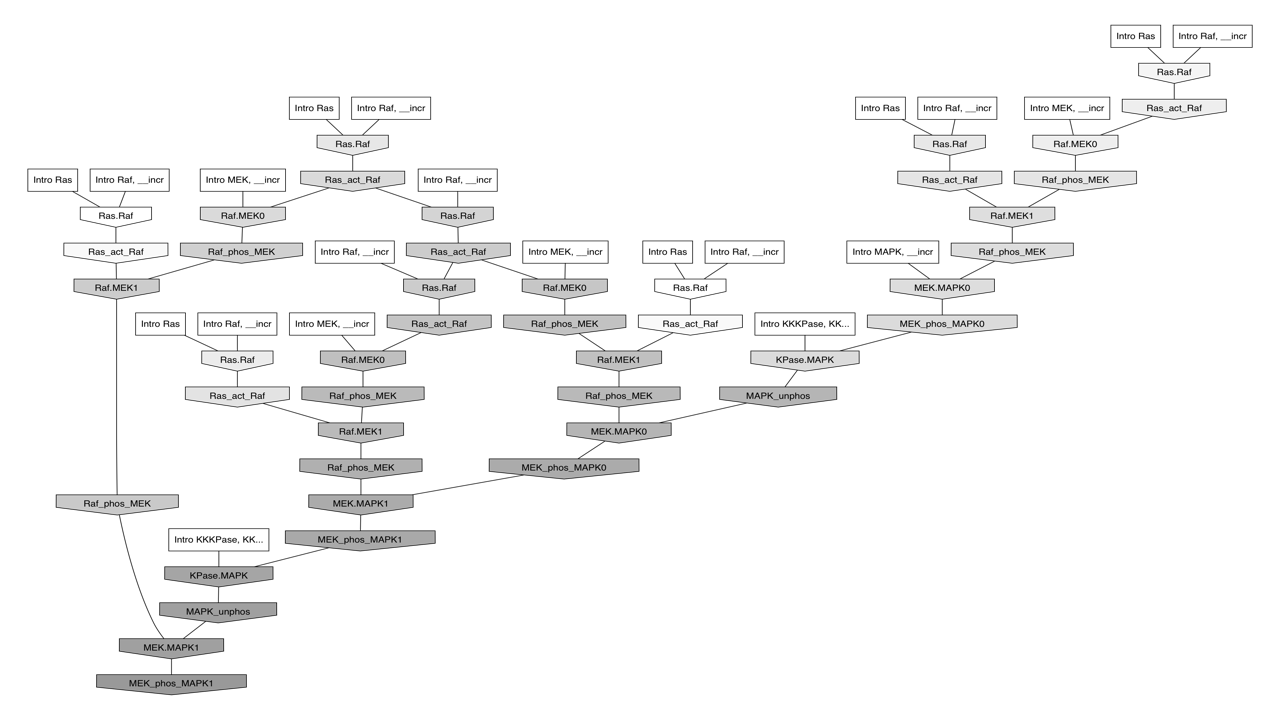 Intro Ras
Intro Raf, __incr
Ras.Raf
Intro Ras
Intro Raf, __incr
Intro Ras
Intro Raf, __incr
Intro MEK, __incr
Ras_act_Raf
Ras.Raf
Ras.Raf
Raf.MEK0
Intro Ras
Intro Raf, __incr
Intro MEK, __incr
Ras_act_Raf
Intro Raf, __incr
Ras_act_Raf
Raf_phos_MEK
Ras.Raf
Raf.MEK0
Ras.Raf
Raf.MEK1
Ras_act_Raf
Raf_phos_MEK
Intro Raf, __incr
Ras_act_Raf
Intro MEK, __incr
Intro Ras
Intro Raf, __incr
Intro MAPK, __incr
Raf_phos_MEK
Raf.MEK1
Ras.Raf
Raf.MEK0
Ras.Raf
MEK.MAPK0
Intro Ras
Intro Raf, __incr
Intro MEK, __incr
Ras_act_Raf
Raf_phos_MEK
Ras_act_Raf
Intro KKKPase, KK...
MEK_phos_MAPK0
Ras.Raf
Raf.MEK0
Raf.MEK1
KPase.MAPK
Ras_act_Raf
Raf_phos_MEK
Raf_phos_MEK
MAPK_unphos
Raf.MEK1
MEK.MAPK0
Raf_phos_MEK
MEK_phos_MAPK0
Raf_phos_MEK
MEK.MAPK1
Intro KKKPase, KK...
MEK_phos_MAPK1
KPase.MAPK
MAPK_unphos
MEK.MAPK1
MEK_phos_MAPK1